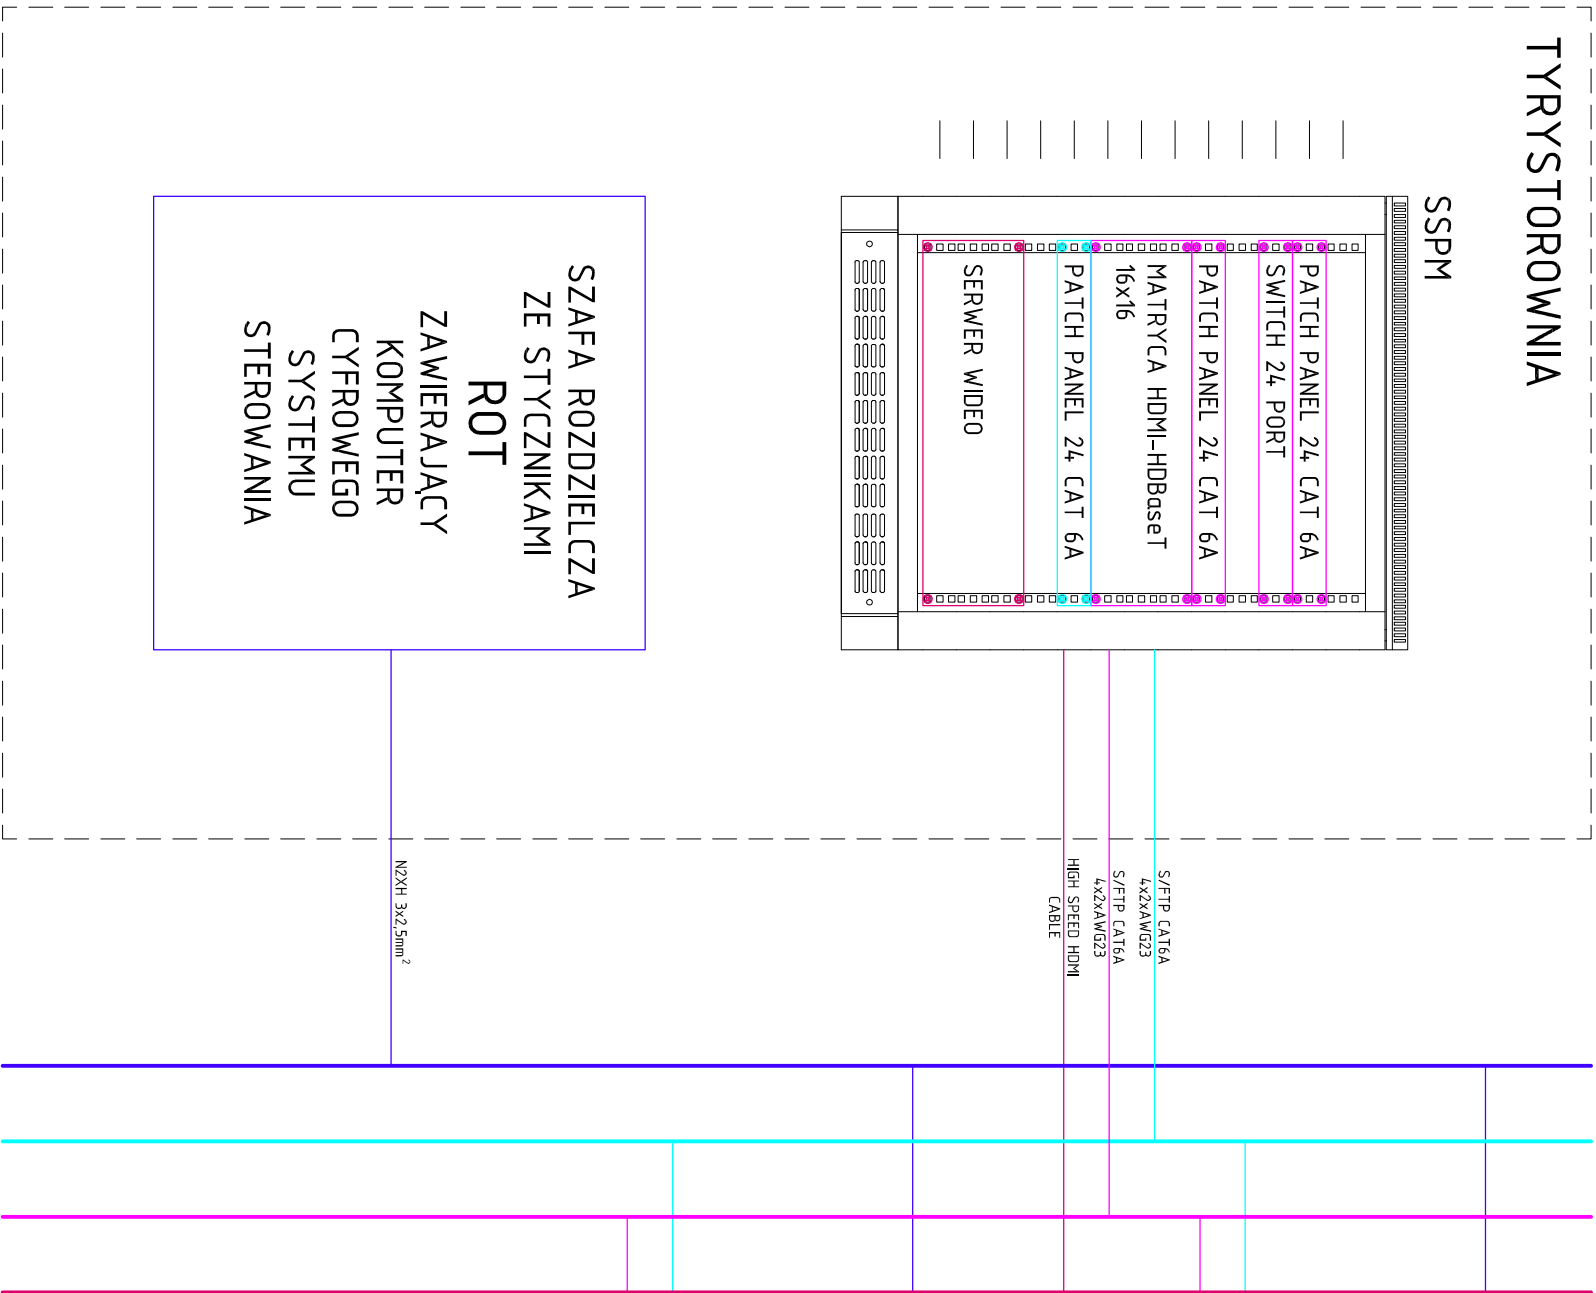 TYRYSTOROWNIA
SSPM
PATCH PANEL 24 CAT 6A
SWITCH 24 PORT
PATCH PANEL 24 CAT 6A
MATRYCA HDMI-HDBaseT
16x16
PATCH PANEL 24 CAT 6A
SERWER WIDEO
SZAFA ROZDZIELCZA
ZE STYCZNIKAMI
ROT
ZAWIERAJĄCY
KOMPUTER
CYFROWEGO
SYSTEMU
STEROWANIA
S/FTP CAT6A
4x2xAWG23
S/FTP CAT6A
4x2xAWG23
HIGH SPEED HDMI
CABLE
N2XH 3x2,5mm²